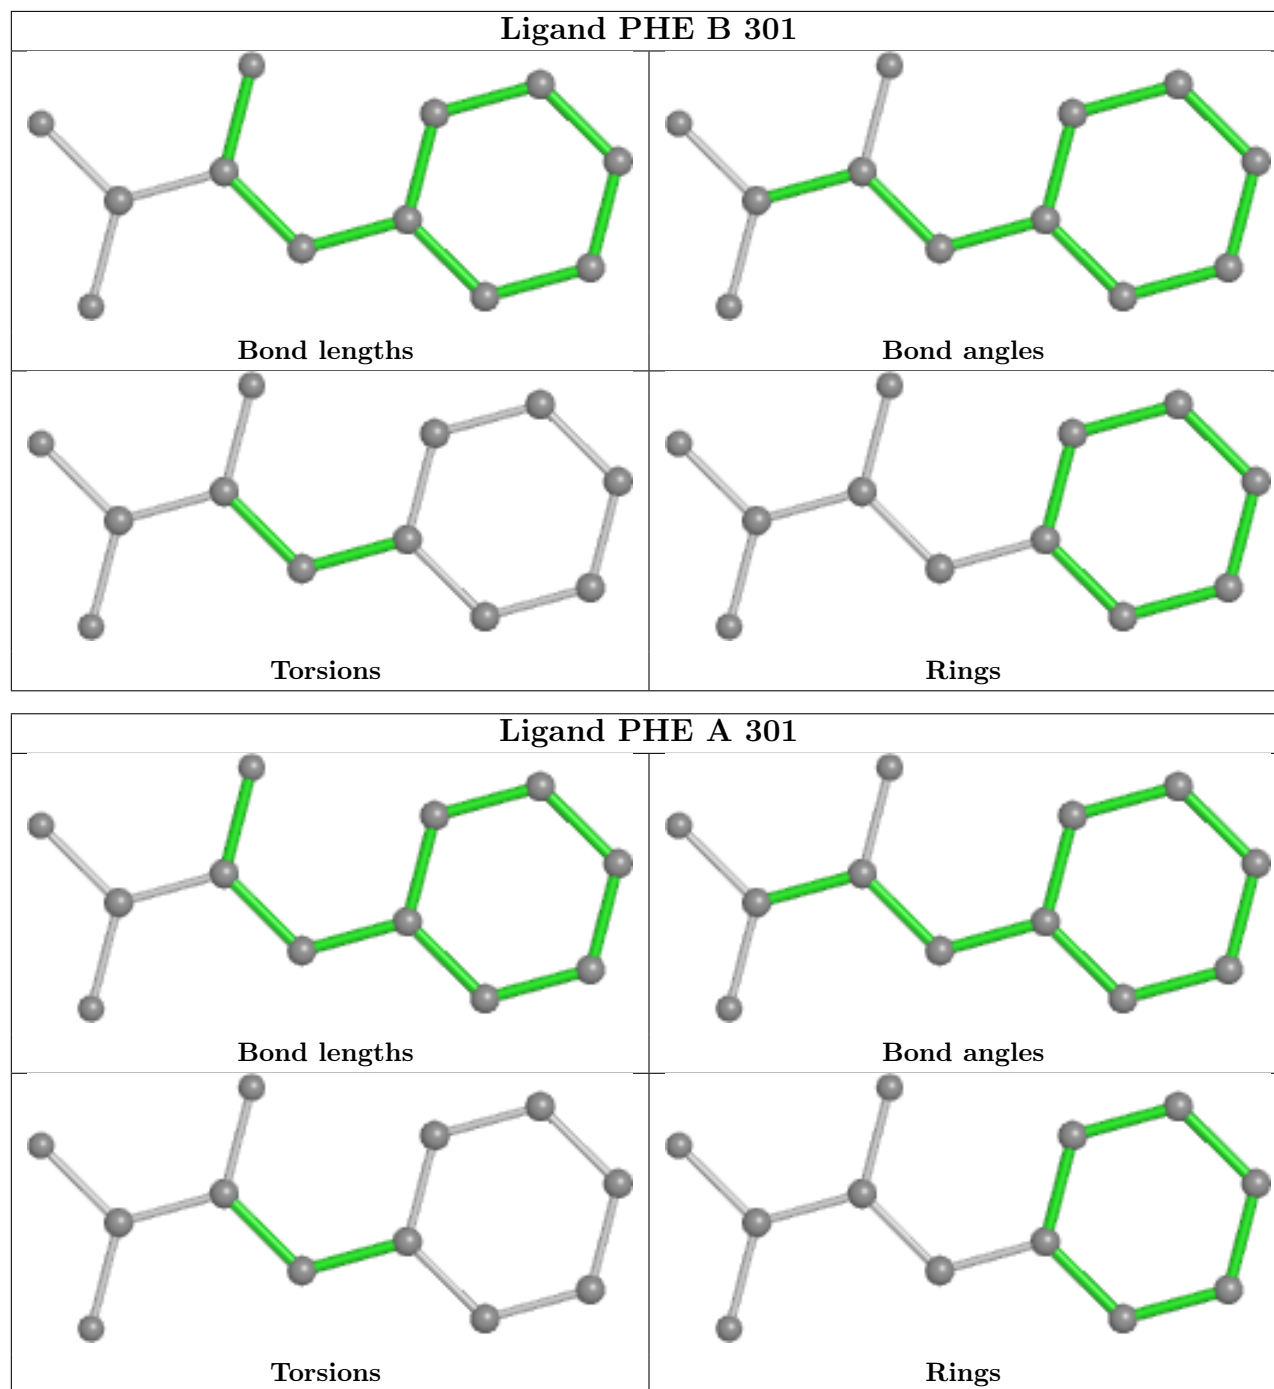 Ligand PHE B 301
Bond lengths
Bond angles
Torsions
Rings
Ligand PHE A 301
Bond lengths
Bond angles
Torsions
Rings